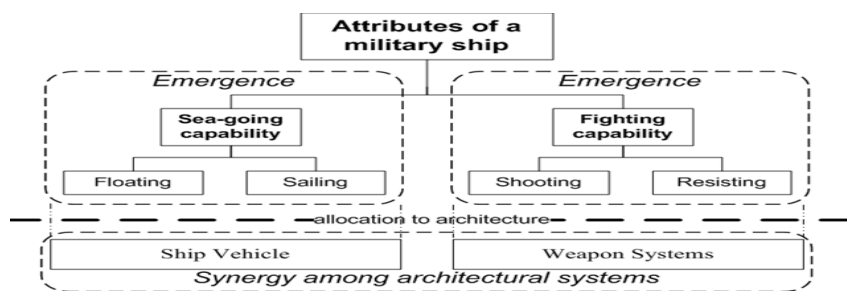 Attributes of a
military ship
Emergence
Emergence
Sea-going
capability
Fighting
capability
Floating
Sailing
Shooting
Resisting
allocation to architecture
Ship Vehicle
Weapon Systems
Synergy among architectural systems